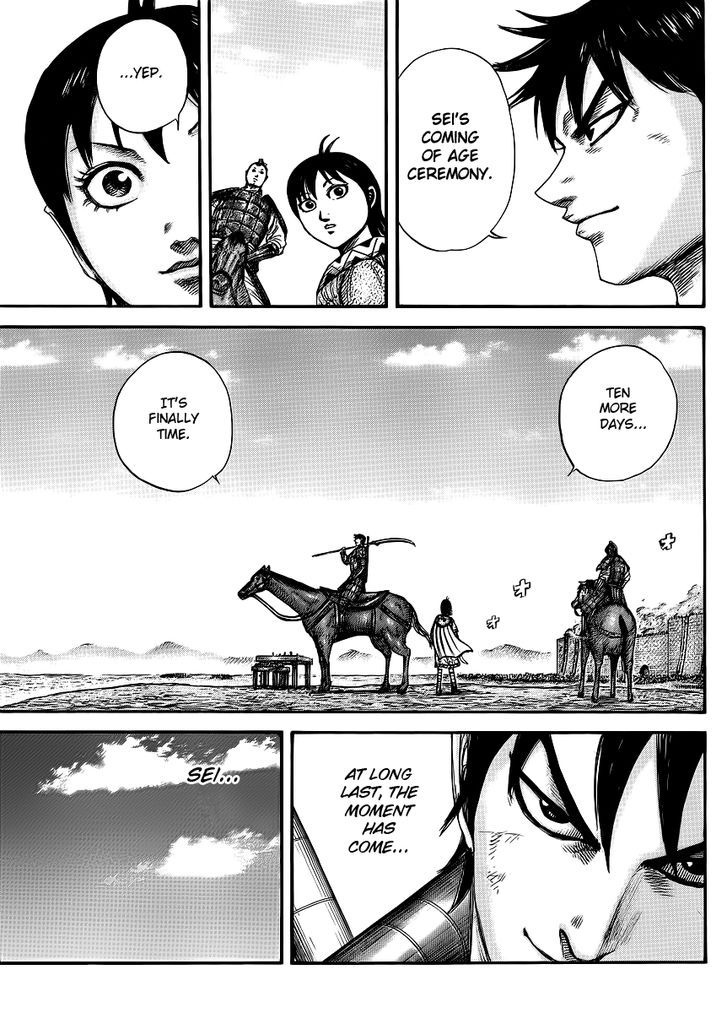 SEI'S
COMING
OF AGE
CEREMONY.
...YEP.
TEN
MORE
DAYS...
IT'S
FINALLY
TIME.
AT LONG
LAST, THE
MOMENT
HAS
COME...
SEI...